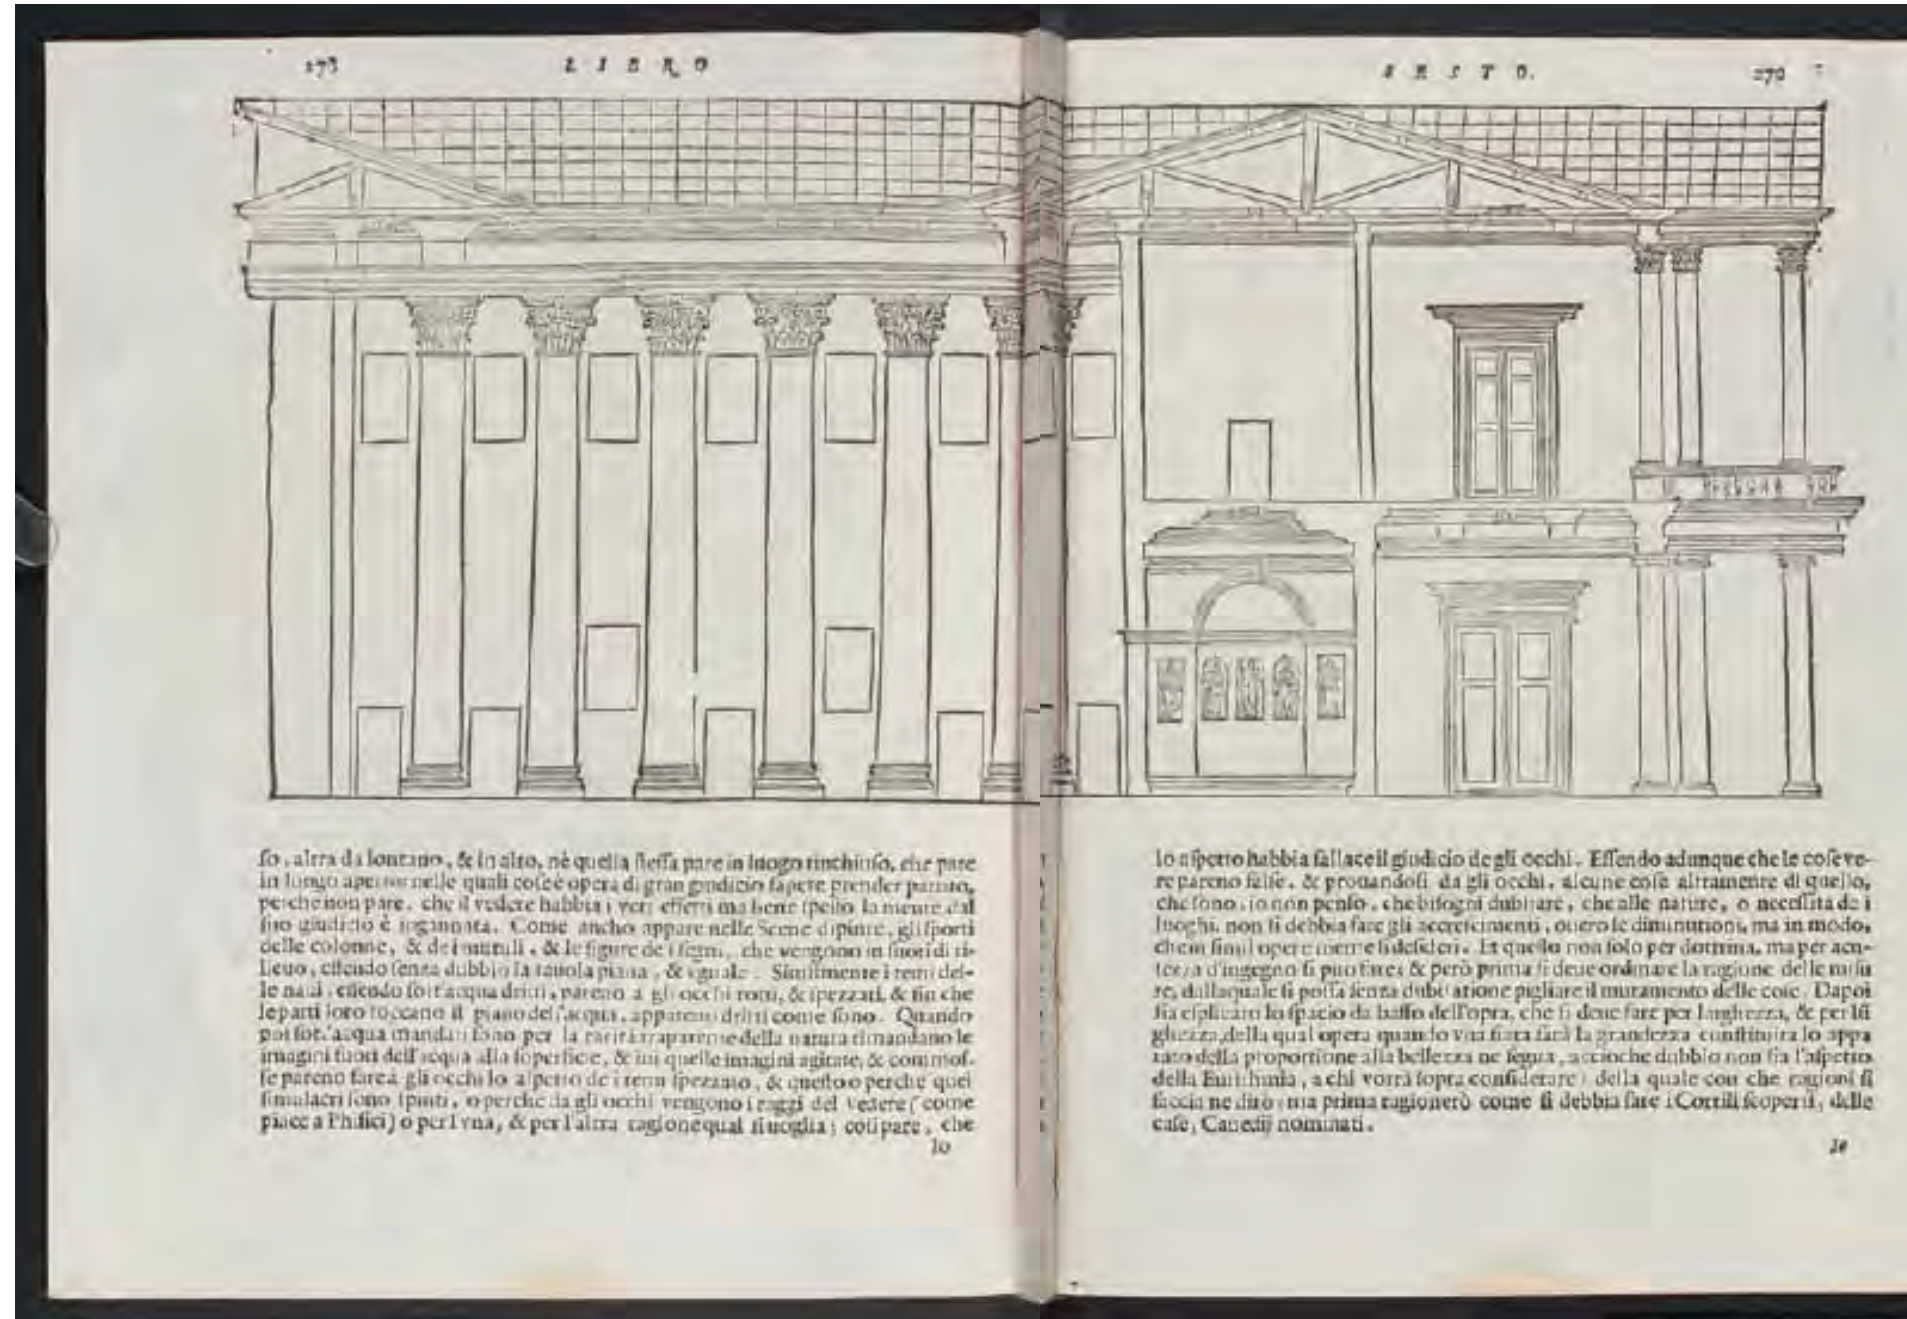 278
LIBRO
so, altra da lontano, & in alto, nè quella stessa pare in luogo rinchiuso, che pare
in luogo aperto nelle quali cose è opera di gran giudicio sapere prender partito,
perche non pare, che il vedere habbia i veri effetti ma bene spesso la mente dal
suo giudicio è ingannata. Come ancho appare nelle Scene dipinte, gli sporti
delle colonne, & de i mutuli, & le figure de i segni, che vengono in fuori di ri-
lieuo, essendo senza dubbio la tauola piana, & eguale. Similmente i remi del-
le naui, essendo sott'acqua dritti, pareno a gli occhi rotti, & spezzati, & fin che
le parti loro toccano il piano dell'acqua, appareno dritti come sono. Quando
poi sott'acqua mandati sono per la rarità trasparente della natura rimandano le
imagini fuori dell'acqua alla soperficie, & iui quelle imagini agitate, & commos-
se pareno fare a gli occhi lo aspetto de i remi spezzato, & questo o perche quei
simulacri sono spinti, o perche da gli occhi vengono i raggi del vedere (come
piace a Phisici) o per l'vna, & per l'altra ragione qual si uoglia; cosi pare, che
lo
SESTO.
279
lo aspetto habbia fallace il giudicio de gli occhi. Essendo adunque che le cose ve-
re pareno false, & prouandosi da gli occhi, alcune cose altramente di quello,
che sono, io non penso, che bisogni dubitare, che alle nature, o necessità de i
luoghi, non si debbia fare gli accrescimenti, ouero le diminutioni, ma in modo,
che in simil opere niente si desideri. Et questo non solo per dottrina, ma per acu-
tezza d'ingegno si puo fare; & però prima si deue ordinare la ragione delle misu
re, dalla quale si possa senza dubitatione pigliare il mutamento delle cose. Dapoi
sia esplicato lo spacio da basso dell'opra, che si deue fare per larghezza, & per lū
ghezza, della qual opera quando vna fiata sarà la grandezza constituita lo appa
rato della proportione alla bellezza ne segua, accioche dubbio non sia l'aspetto
della Eurithmia, a chi vorrà sopra considerare; della quale con che ragioni si
faccia ne dirò; ma prima ragionerò come si debbia fare i Cortili scoperti, delle
case, Cauedij nominati.
le